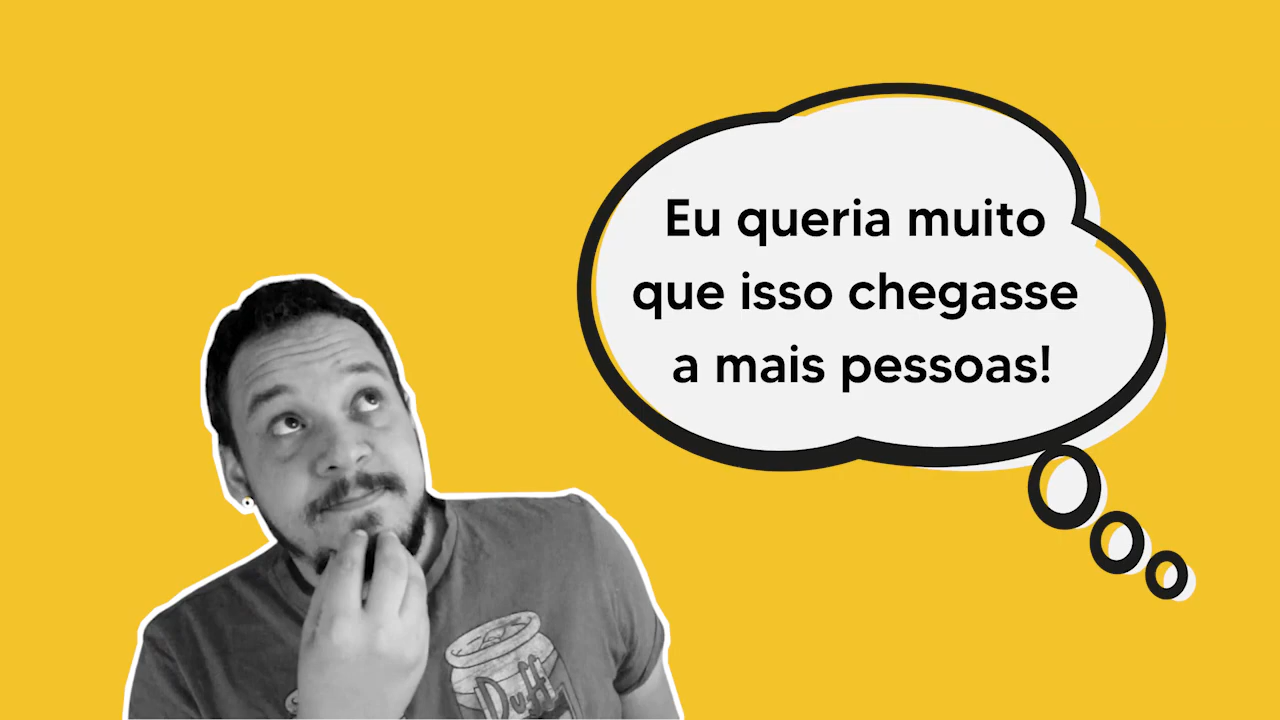 Eu queria muito
que isso chegasse
a mais pessoas!
Duff